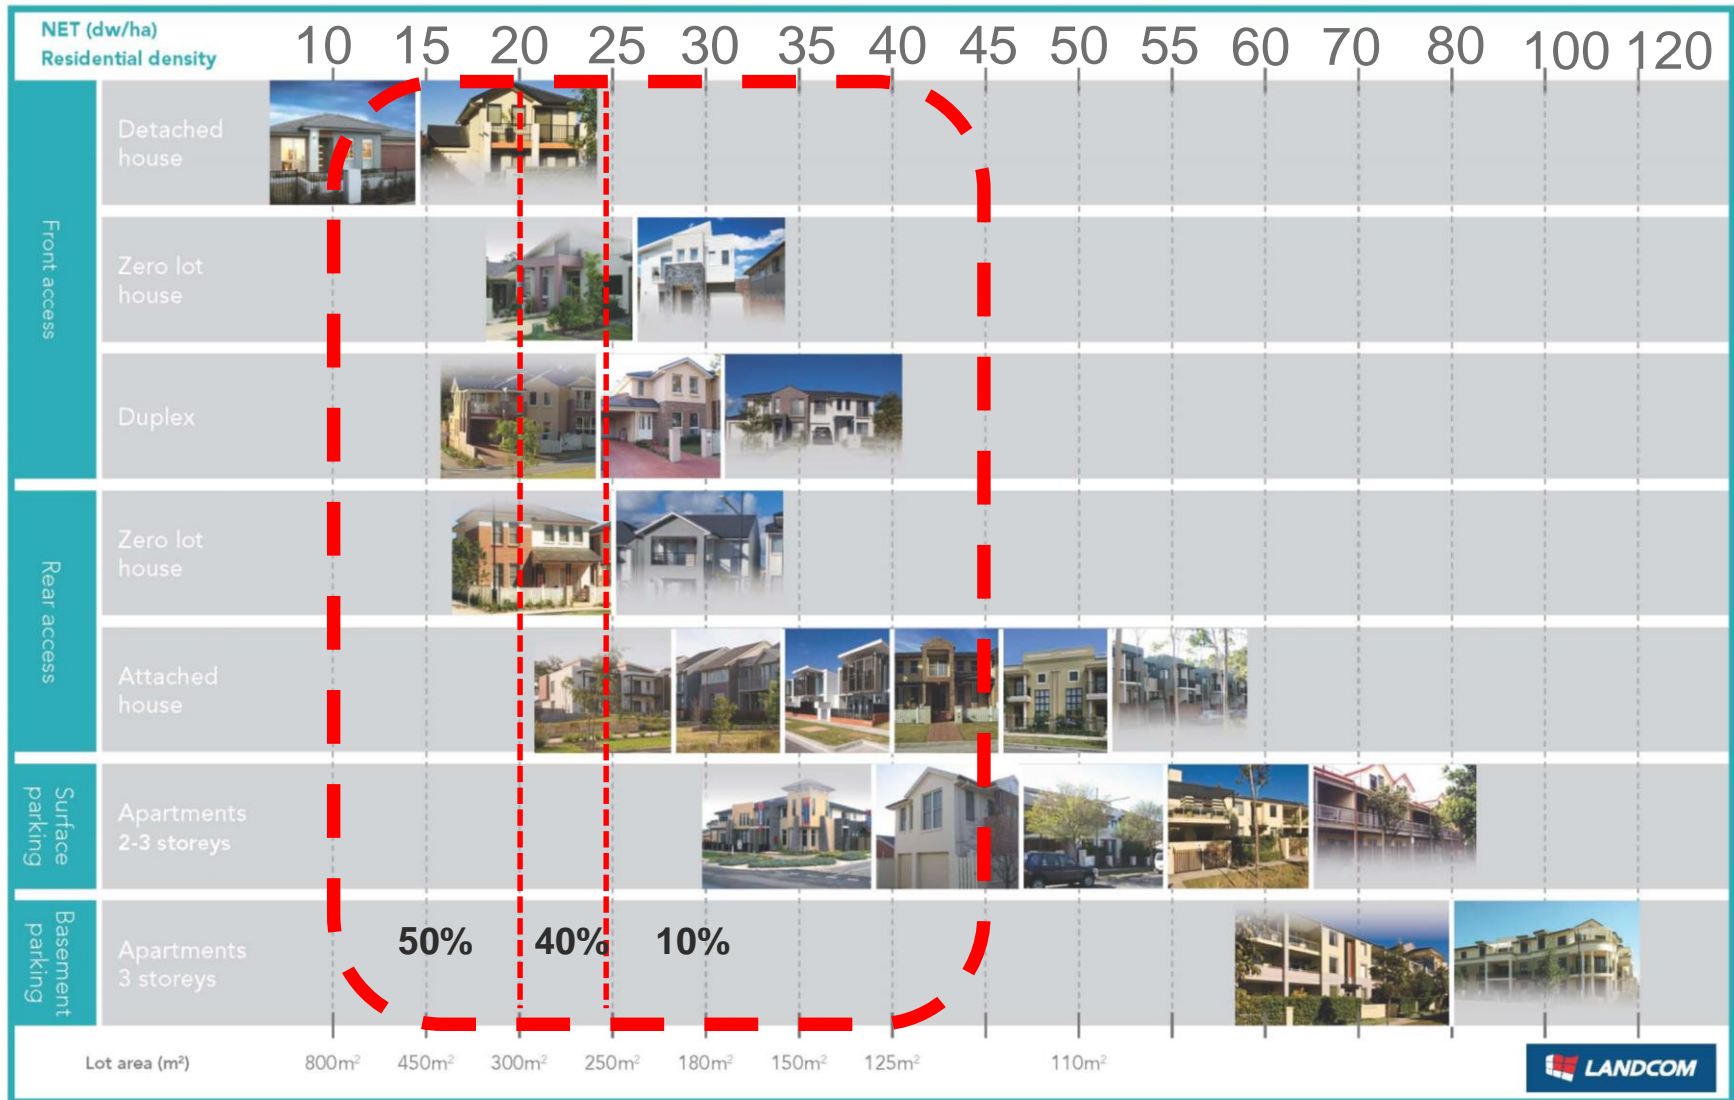 NET (dw/ha)
Residential density
10 15 20 25 30 35 40 45 50 55 60 70 80 100 120
Front access
Detached
house
Zero lot
house
Duplex
Rear access
Zero lot
house
Attached
house
Surface
parking
Apartments
2-3 storeys
Basement
parking
Apartments
3 storeys
50% 40% 10%
Lot area (m²) 800m² 450m² 300m² 250m² 180m² 150m² 125m² 110m²
LANDCOM